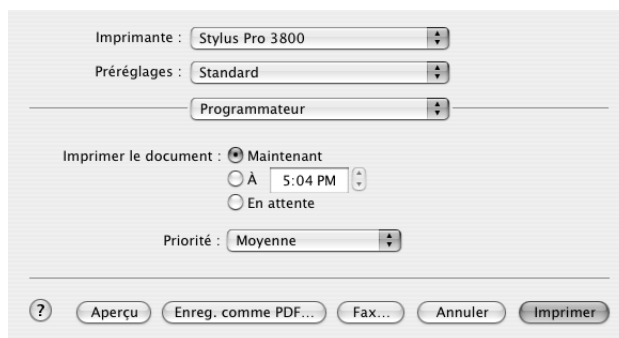 Imprimante : Stylus Pro 3800
Préréglages : Standard
Programmateur
Imprimer le document : Maintenant
À 5:04 PM
En attente
Priorité : Moyenne
? Aperçu Enreg. comme PDF... Fax... Annuler Imprimer